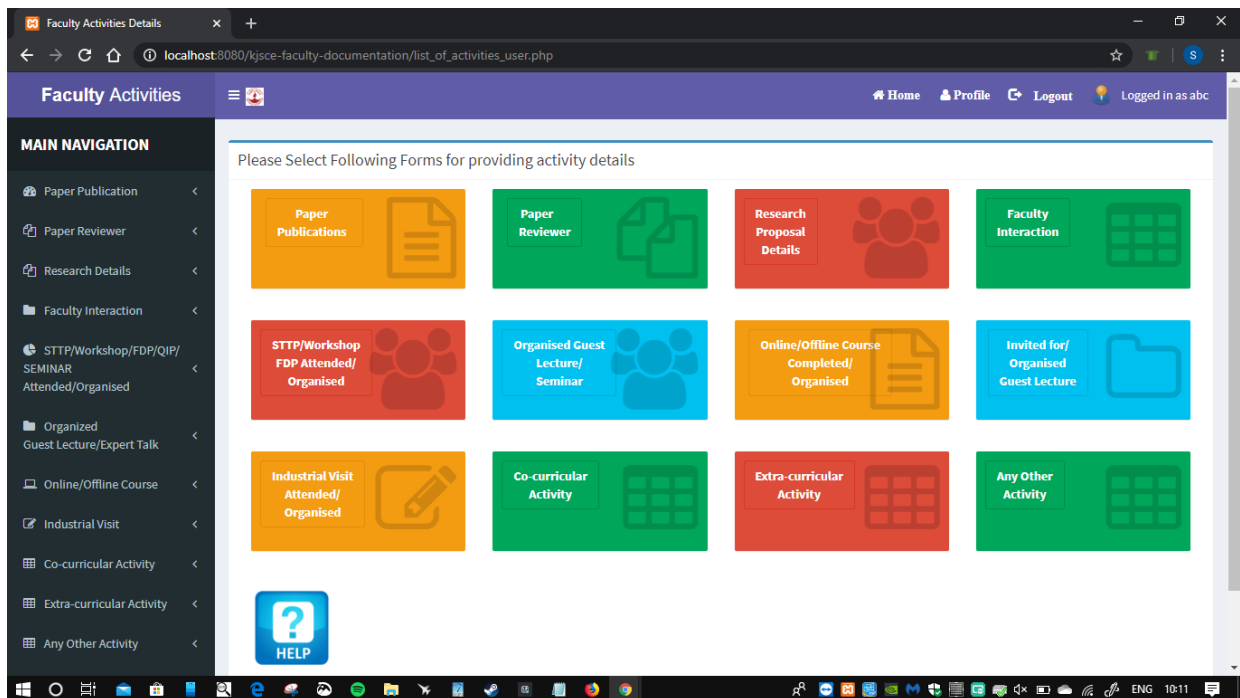 Faculty Activities Details
localhost:8080/kjsce-faculty-documentation/list_of_activities_user.php
S
Faculty Activities
Home Profile Logout Logged in as abc
MAIN NAVIGATION
Paper Publication
Paper Reviewer
Research Details
Faculty Interaction
STTP/Workshop/FDP/QIP/
SEMINAR
Attended/Organised
Organized
Guest Lecture/Expert Talk
Online/Offline Course
Industrial Visit
Co-curricular Activity
Extra-curricular Activity
Any Other Activity
Please Select Following Forms for providing activity details
Paper
Publications
Paper
Reviewer
Research
Proposal
Details
Faculty
Interaction
STTP/Workshop
FDP Attended/
Organised
Organised Guest
Lecture/
Seminar
Online/Offline Course
Completed/
Organised
Invited for/
Organised
Guest Lecture
Industrial Visit
Attended/
Organised
Co-curricular
Activity
Extra-curricular
Activity
Any Other
Activity
?
HELP
ENG 10:11